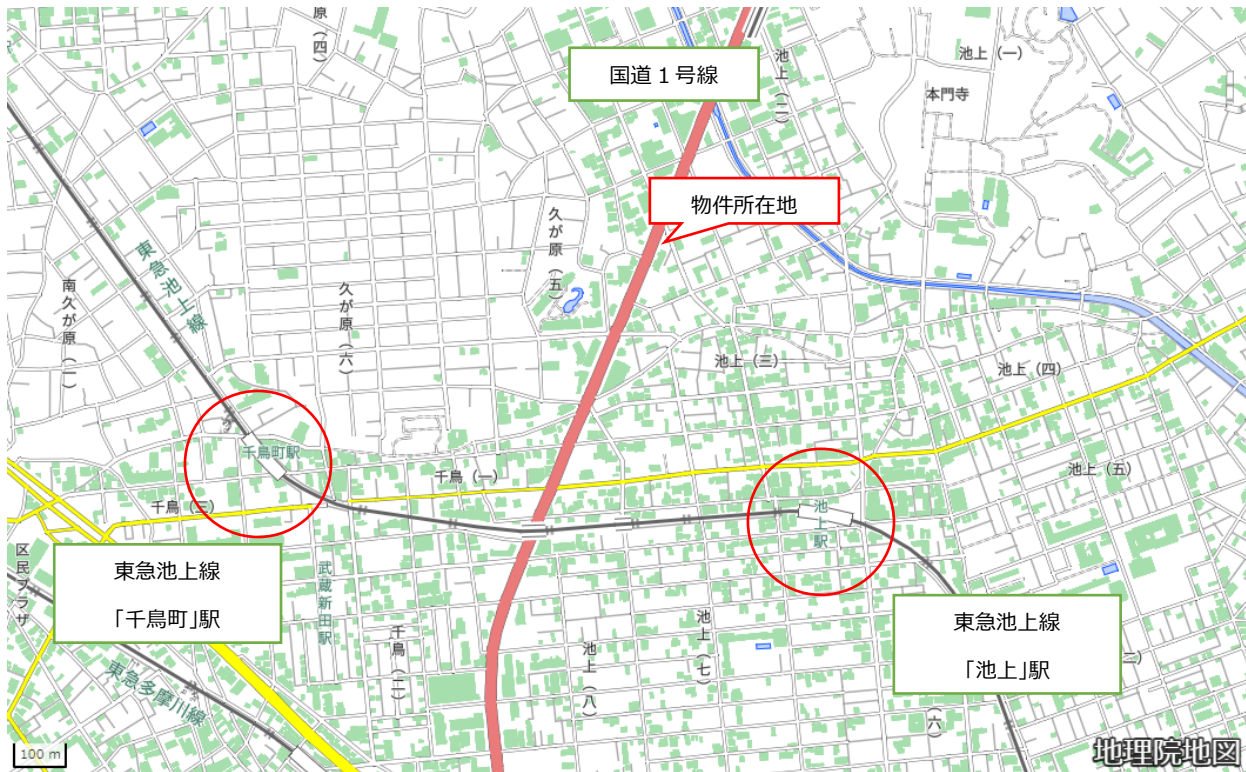 原（四）
国道１号線
池上（二）
池上（一）
本門寺
物件所在地
久が原（五）
東急池上線
南久が原（一）
久が原（六）
池上（三）
池上（四）
千鳥町駅
千鳥（一）
池上（五）
千鳥（三）
池上駅
区民プラザ
東急池上線
「千鳥町」駅
武蔵新田駅
千鳥（二）
池上（八）
池上（七）
東急池上線
「池上」駅
二）
（六）
東急多摩川線
100 m
地理院地図